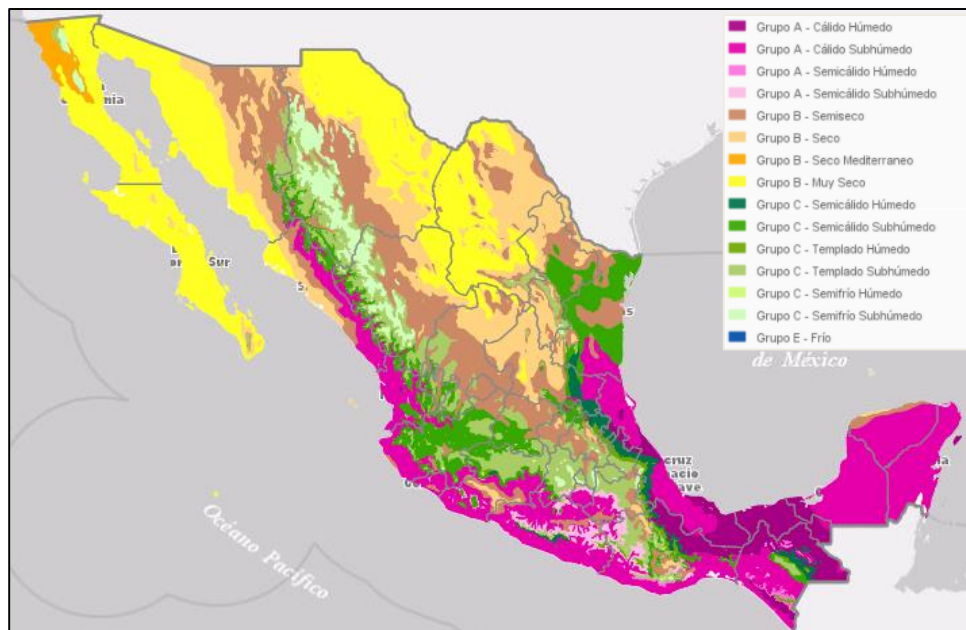 Grupo A - Cálido Húmedo
Grupo A - Cálido Subhúmedo
Grupo A - Semicálido Húmedo
Grupo A - Semicálido Subhúmedo
Grupo B - Semiseco
Grupo B - Seco
Grupo B - Seco Mediterraneo
Grupo B - Muy Seco
Grupo C - Semicálido Húmedo
Grupo C - Semicálido Subhúmedo
Grupo C - Templado Húmedo
Grupo C - Templado Subhúmedo
Grupo C - Semifrío Húmedo
Grupo C - Semifrío Subhúmedo
Grupo E - Frío
de México
Océano Pacífico